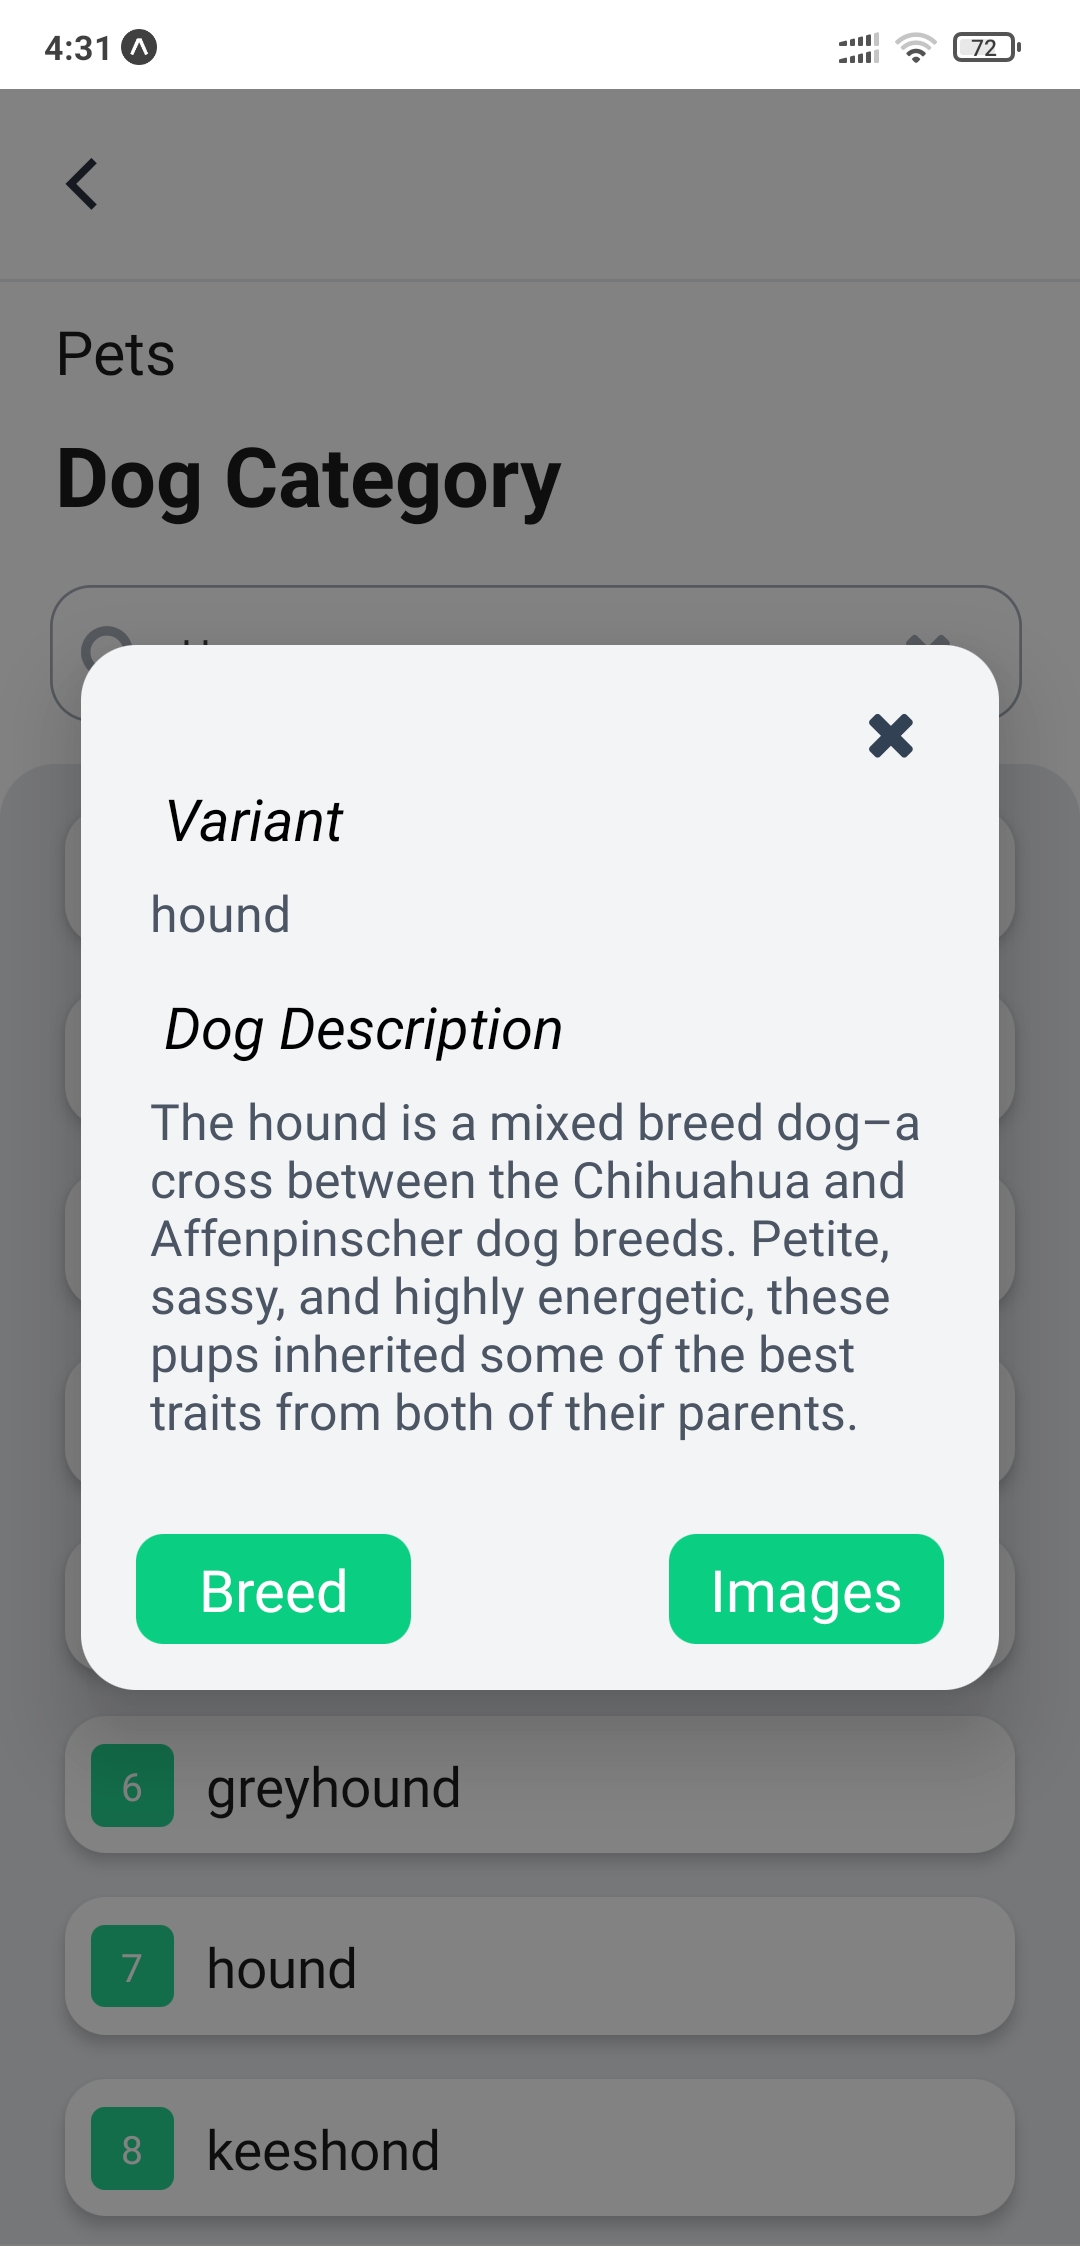 4:31
72
Pets
Dog Category
Variant
hound
Dog Description
The hound is a mixed breed dog–a
cross between the Chihuahua and
Affenpinscher dog breeds. Petite,
sassy, and highly energetic, these
pups inherited some of the best
traits from both of their parents.
Breed
Images
6 greyhound
7 hound
8 keeshond